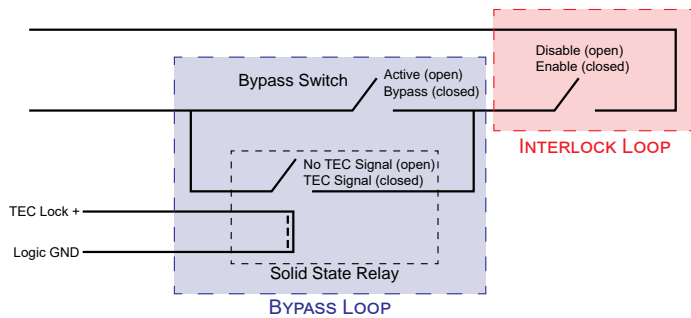 Disable (open)
Enable (closed)
Bypass Switch
Active (open)
Bypass (closed)
INTERLOCK LOOP
No TEC Signal (open)
TEC Signal (closed)
TEC Lock +
Logic GND
Solid State Relay
BYPASS LOOP